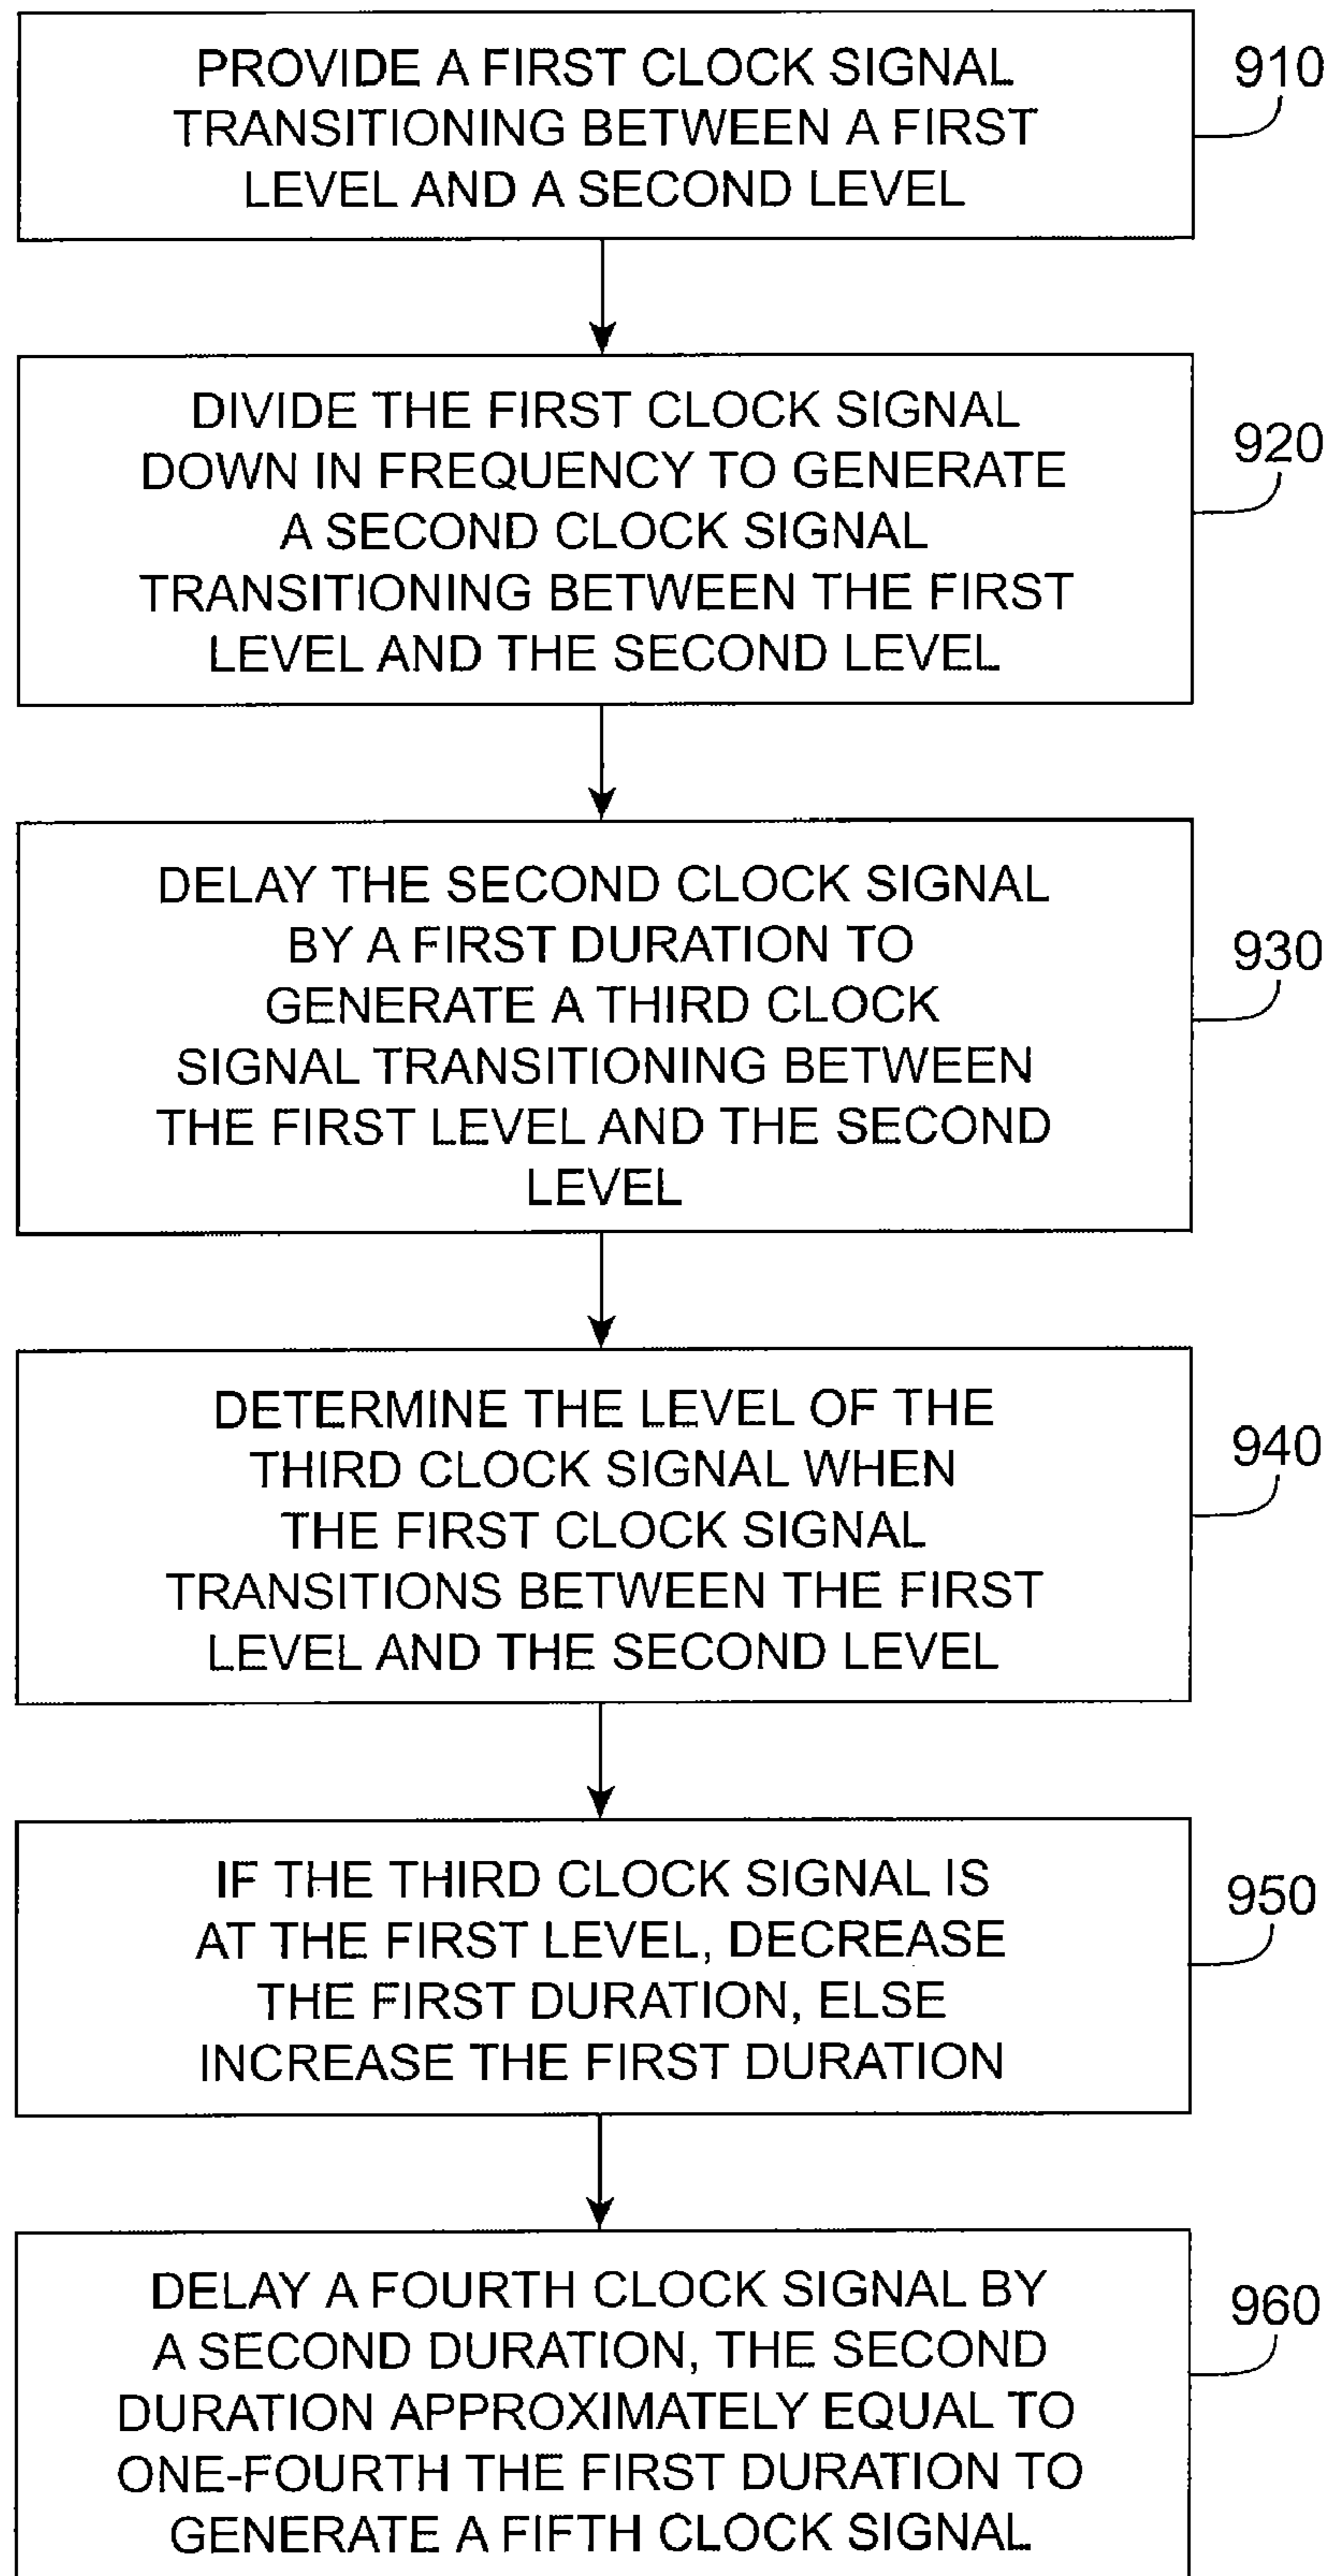 PROVIDE A FIRST CLOCK SIGNAL
TRANSITIONING BETWEEN A FIRST
LEVEL AND A SECOND LEVEL
910
DIVIDE THE FIRST CLOCK SIGNAL
DOWN IN FREQUENCY TO GENERATE
A SECOND CLOCK SIGNAL
TRANSITIONING BETWEEN THE FIRST
LEVEL AND THE SECOND LEVEL
920
DELAY THE SECOND CLOCK SIGNAL
BY A FIRST DURATION TO
GENERATE A THIRD CLOCK
SIGNAL TRANSITIONING BETWEEN
THE FIRST LEVEL AND THE SECOND
LEVEL
930
DETERMINE THE LEVEL OF THE
THIRD CLOCK SIGNAL WHEN
THE FIRST CLOCK SIGNAL
TRANSITIONS BETWEEN THE FIRST
LEVEL AND THE SECOND LEVEL
940
IF THE THIRD CLOCK SIGNAL IS
AT THE FIRST LEVEL, DECREASE
THE FIRST DURATION, ELSE
INCREASE THE FIRST DURATION
950
DELAY A FOURTH CLOCK SIGNAL BY
A SECOND DURATION, THE SECOND
DURATION APPROXIMATELY EQUAL TO
ONE-FOURTH THE FIRST DURATION TO
GENERATE A FIFTH CLOCK SIGNAL
960